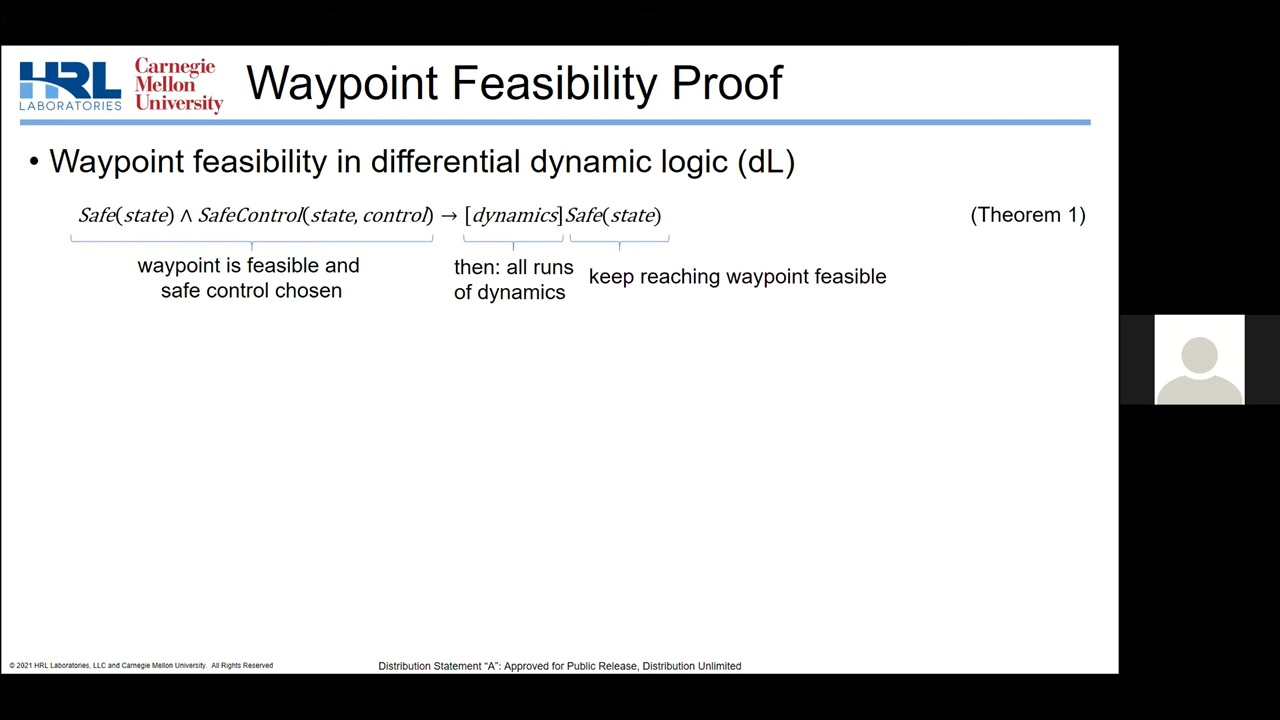 HRL
LABORATORIES
Carnegie
Mellon
University
Waypoint Feasibility Proof
• Waypoint feasibility in differential dynamic logic (dL)
Safe(state) ∧ SafeControl(state, control) → [dynamics]Safe(state)
(Theorem 1)
waypoint is feasible and
safe control chosen
then: all runs
of dynamics
keep reaching waypoint feasible
© 2021 HRL Laboratories, LLC and Carnegie Mellon University. All Rights Reserved
Distribution Statement “A”: Approved for Public Release, Distribution Unlimited